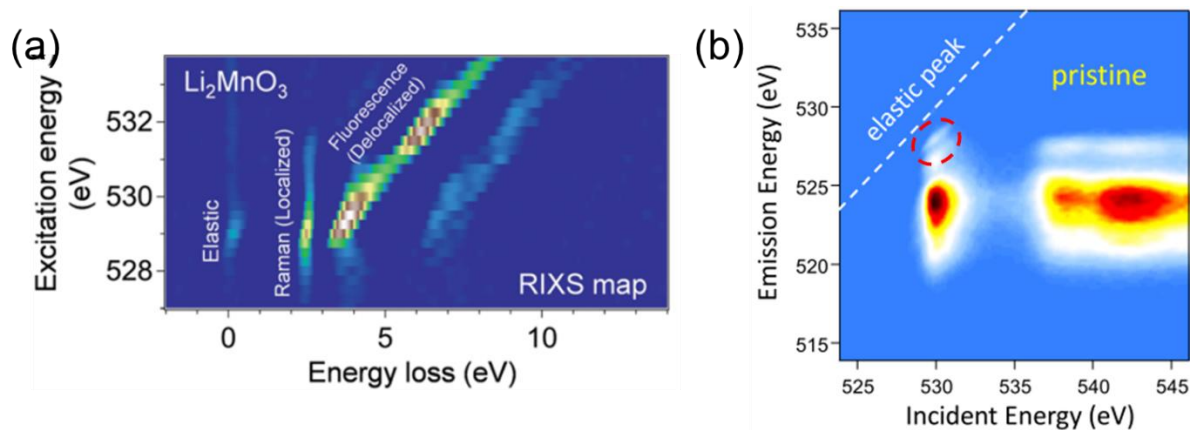 (a)
Li₂MnO₃
Excitation energy
(eV)
532
530
528
Elastic
Raman (Localized)
Fluorescence
(Delocalized)
RIXS map
0
5
10
Energy loss (eV)
(b)
elastic peak
pristine
Emission Energy (eV)
535
530
525
520
515
525
530
535
540
545
Incident Energy (eV)